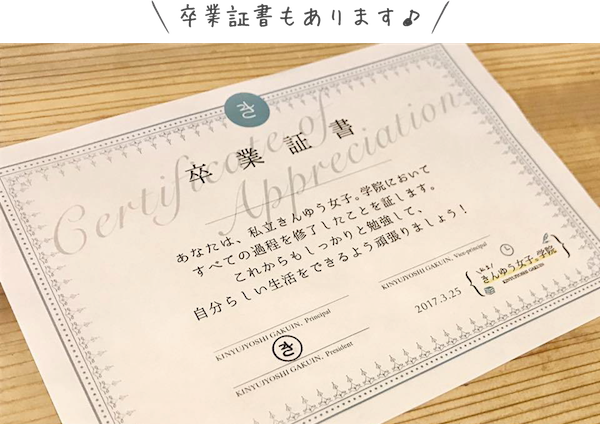 卒業証書もあります♪
き
Certificate of
Appreciation
卒業証書
あなたは、私立きんゆう女子。学院において
すべての過程を修了したことを証します。
これからもしっかりと勉強して、
自分らしい生活をできるよう頑張りましょう！
KINYUJYOSHI GAKUIN, Principal
KINYUJYOSHI GAKUIN, Vice-principal
き
KINYUJYOSHI GAKUIN, President
2017.3.25
きんゆう女子。学院
KINYUJYOSHI GAKUIN